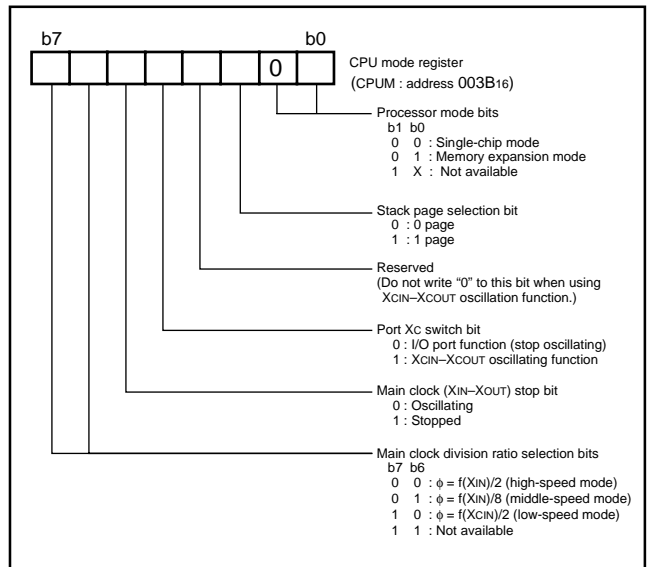 b7 b0
0
CPU mode register
(CPUM : address 003B16)
Processor mode bits
b1 b0
0 0 : Single-chip mode
0 1 : Memory expansion mode
1 X : Not available
Stack page selection bit
0 : 0 page
1 : 1 page
Reserved
(Do not write “0” to this bit when using
XCIN–XCOUT oscillation function.)
Port XC switch bit
0 : I/O port function (stop oscillating)
1 : XCIN–XCOUT oscillating function
Main clock (XIN–XOUT) stop bit
0 : Oscillating
1 : Stopped
Main clock division ratio selection bits
b7 b6
0 0 : φ = f(XIN)/2 (high-speed mode)
0 1 : φ = f(XIN)/8 (middle-speed mode)
1 0 : φ = f(XCIN)/2 (low-speed mode)
1 1 : Not available